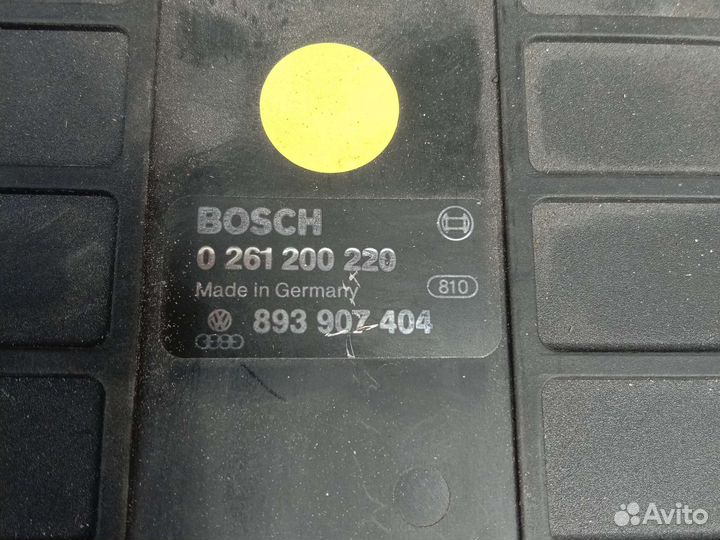 BOSCH
0 261 200 220
Made in Germany 810
893 907 404
Avito